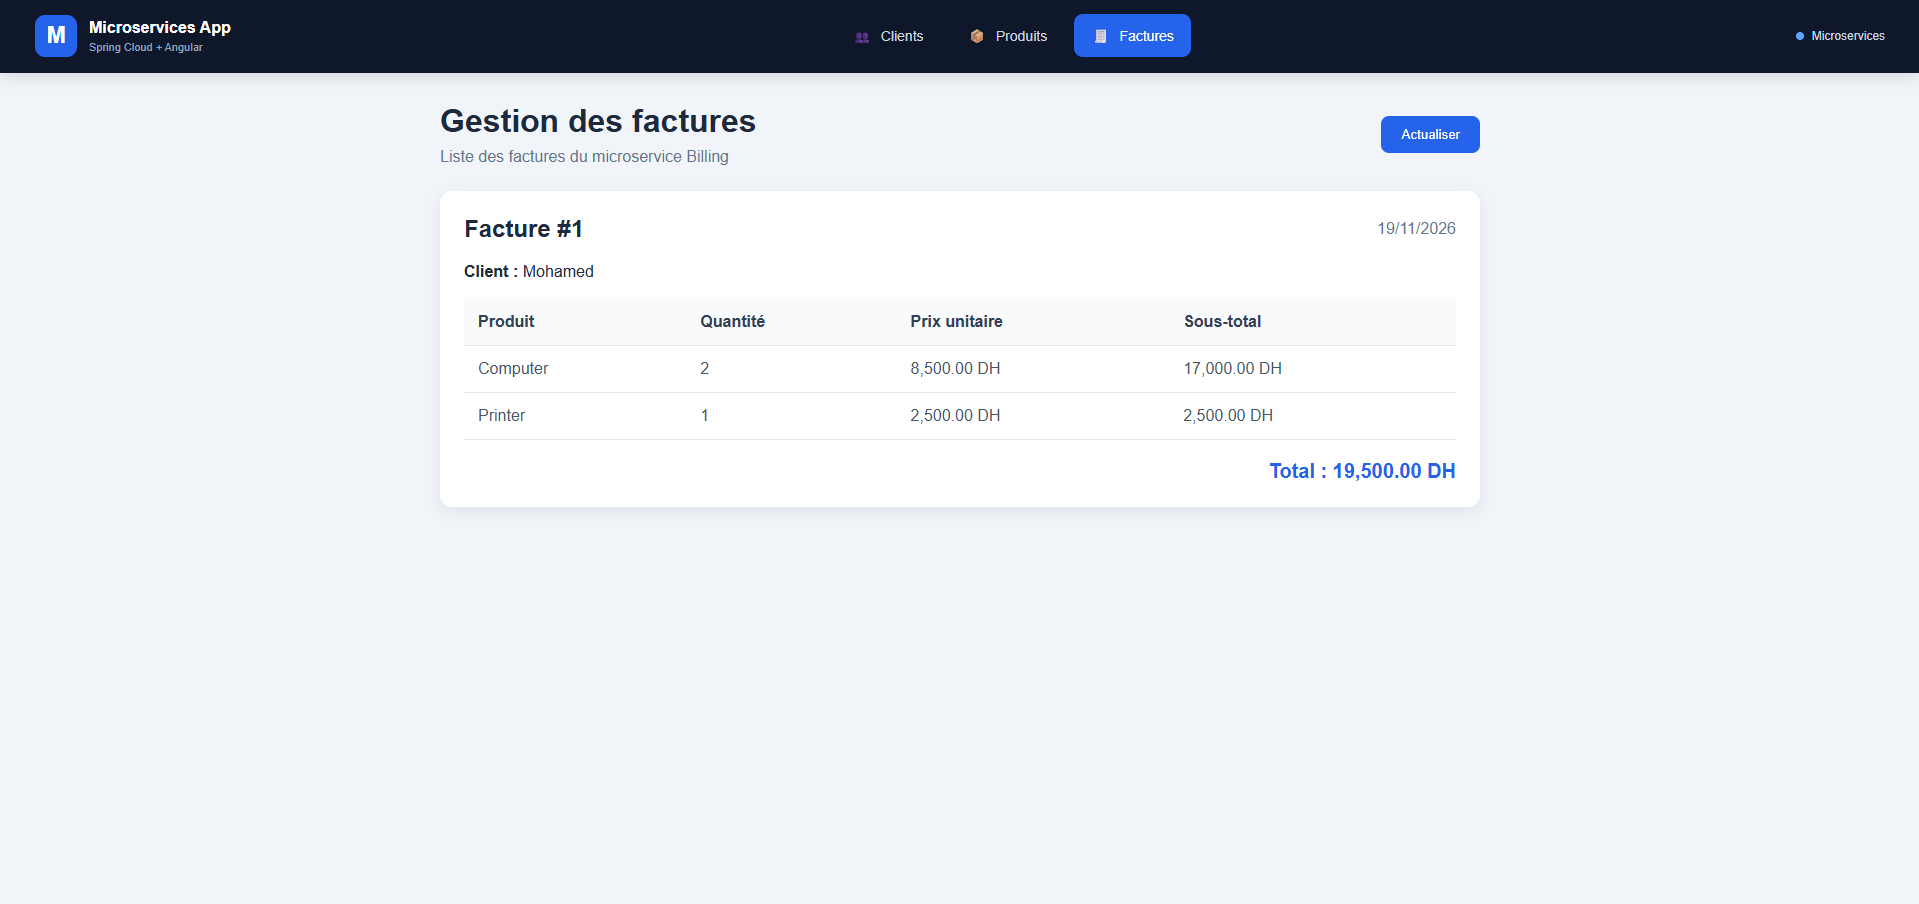 M
Microservices App
Spring Cloud + Angular
Clients
Produits
Factures
Microservices
Gestion des factures
Liste des factures du microservice Billing
Actualiser
Facture #1
19/11/2026
Client : Mohamed
Produit Quantité Prix unitaire Sous-total
Computer 2 8,500.00 DH 17,000.00 DH
Printer 1 2,500.00 DH 2,500.00 DH
Total : 19,500.00 DH